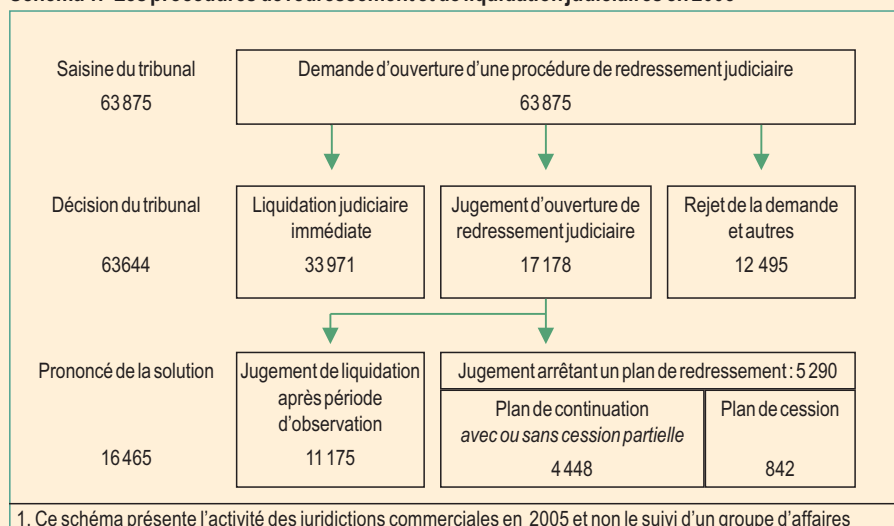 Saisine du tribunal
63 875
Demande d'ouverture d'une procédure de redressement judiciaire
63 875
Décision du tribunal
63644
Liquidation judiciaire
immédiate
33 971
Jugement d'ouverture de
redressement judiciaire
17 178
Rejet de la demande
et autres
12 495
Prononcé de la solution
16 465
Jugement de liquidation
après période
d'observation
11 175
Jugement arrêtant un plan de redressement : 5 290
Plan de continuation
avec ou sans cession partielle
4 448
Plan de cession
842
1. Ce schéma présente l'activité des juridictions commerciales en 2005 et non le suivi d'un groupe d'affaires